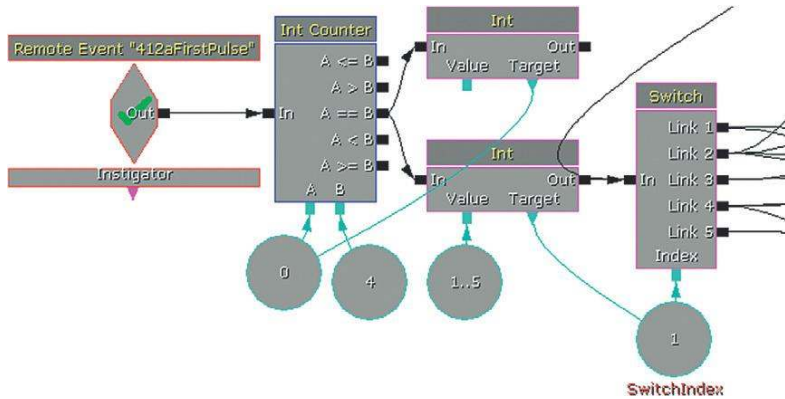 Remote Event "412aFirstPulse"
Out
Instigator
Int Counter
In
A <= B
A > B
A == B
A < B
A >= B
A B
0
4
Int
In Out
Value Target
Int
In Out
Value Target
1..5
Switch
In
Link 1
Link 2
Link 3
Link 4
Link 5
Index
1
SwitchIndex